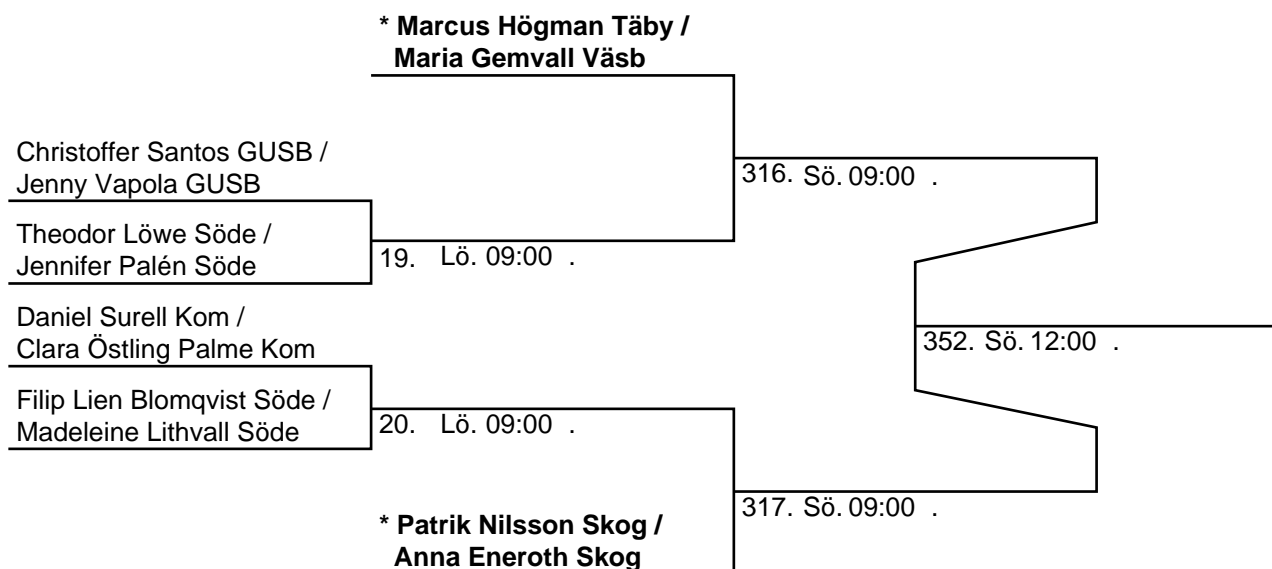 * Marcus Högman Täby /
Maria Gemvall Väsb
Christoffer Santos GUSB /
Jenny Vapola GUSB
316. Sö. 09:00 .
Theodor Löwe Söde /
Jennifer Palén Söde
19. Lö. 09:00 .
Daniel Surell Kom /
Clara Östling Palme Kom
352. Sö. 12:00 .
Filip Lien Blomqvist Söde /
Madeleine Lithvall Söde
20. Lö. 09:00 .
317. Sö. 09:00 .
* Patrik Nilsson Skog /
Anna Eneroth Skog